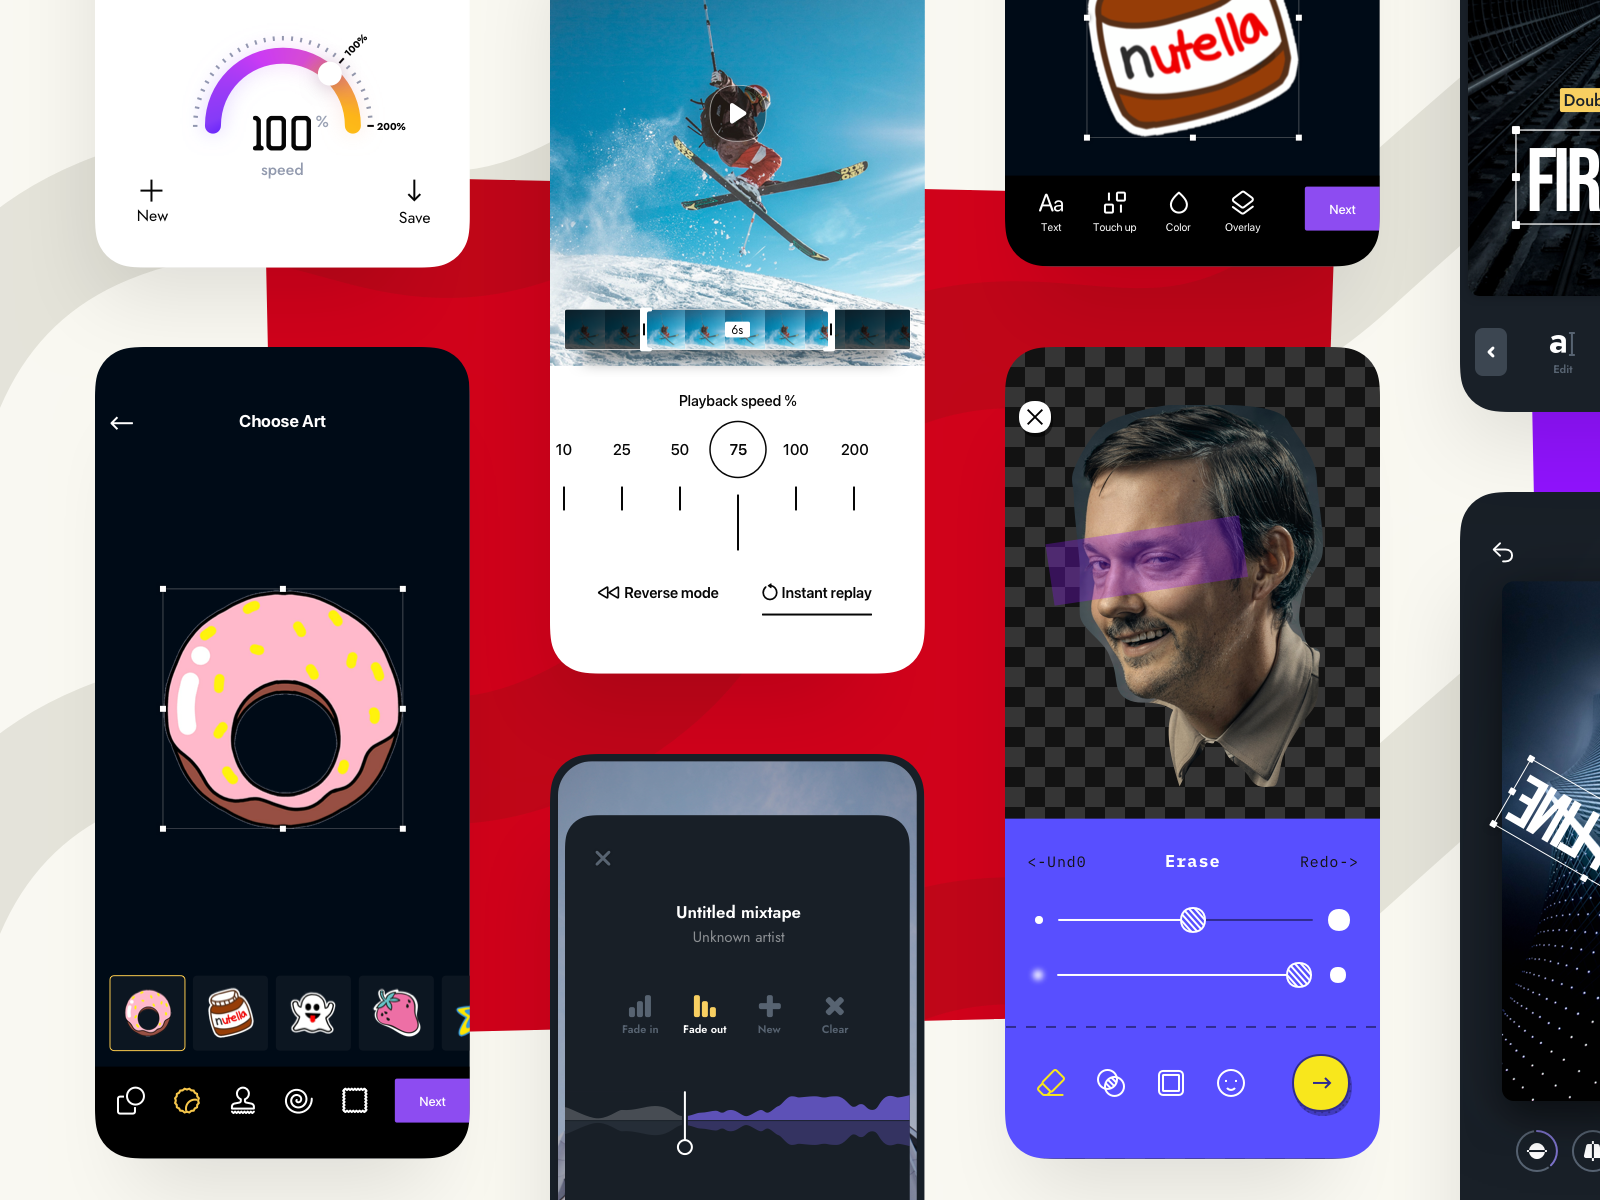 100%
200%
100 %
speed
New
Save
Choose Art
nutella
Next
6s
Playback speed %
10 25 50 75 100 200
Reverse mode
Instant replay
Untitled mixtape
Unknown artist
Fade in
Fade out
New
Clear
nutella
Aa
Text
Touch up
Color
Overlay
Next
<-Und0
Erase
Redo->
Doub
FIR
a
Edit